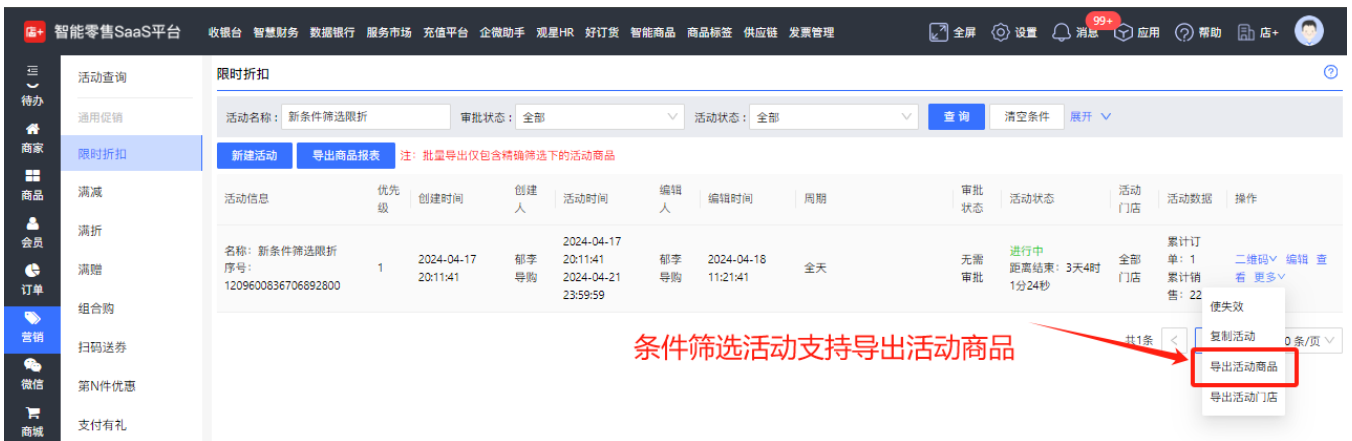 店+ 智能零售SaaS平台 收银台 智慧财务 数据银行 服务市场 充值平台 企微助手 观星HR 好订货 智能商品 商品标签 供应链 发票管理 全屏 设置 消息 99+ 应用 帮助 店+
待办
商家
商品
会员
订单
营销
微信
商城
活动查询
通用促销
限时折扣
满减
满折
满赠
组合购
扫码送券
第N件优惠
支付有礼
限时折扣
活动名称： 新条件筛选限折 审批状态： 全部 活动状态： 全部 查询 清空条件 展开
新建活动 导出商品报表 注：批量导出仅包含精确筛选下的活动商品
活动信息 优先级 创建时间 创建人 活动时间 编辑人 编辑时间 周期 审批状态 活动状态 活动门店 活动数据 操作
名称：新条件筛选限折
序号：
1209600836706892800
1
2024-04-17
20:11:41
郁李
导购
2024-04-17
20:11:41
2024-04-21
23:59:59
郁李
导购
2024-04-18
11:21:41
全天
无需
审批
进行中
距离结束：3天4时
1分24秒
全部
门店
累计订
单：1
累计销
售：22
二维码 编辑 查
看 更多
使失效
复制活动
导出活动商品
导出活动门店
共1条 0 条/页
条件筛选活动支持导出活动商品